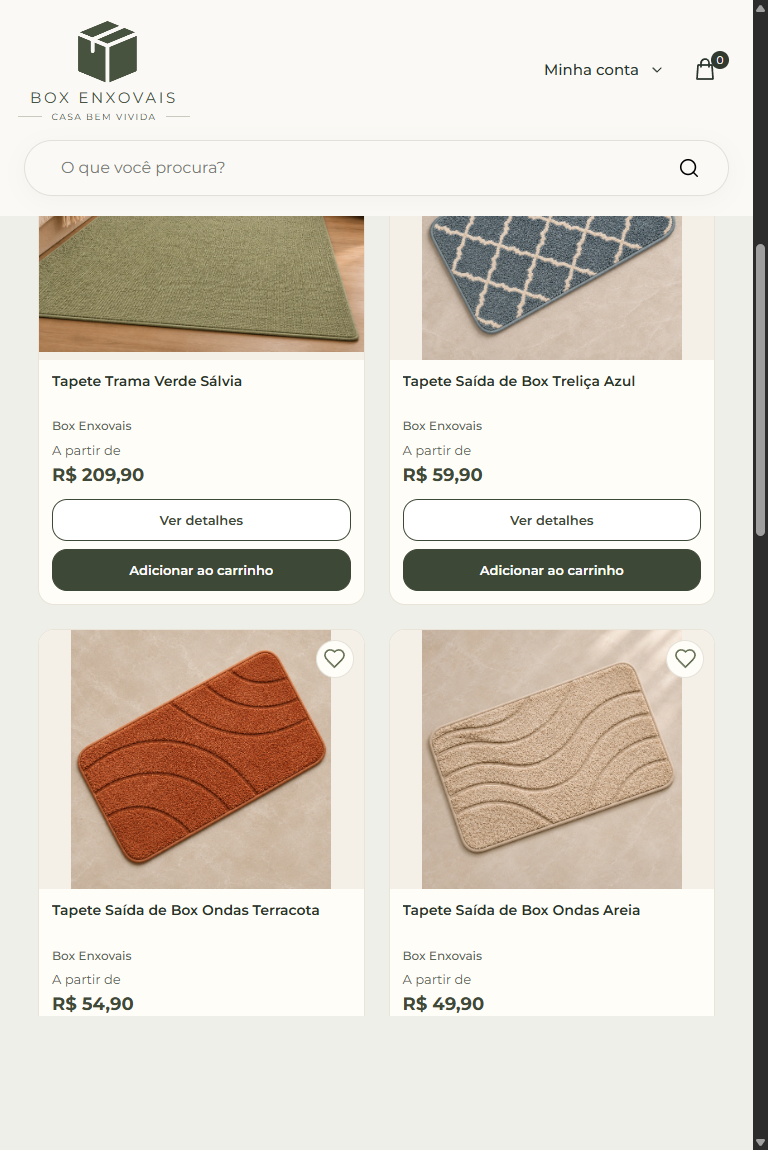 BOX ENXOVAIS
CASA BEM VIVIDA
Minha conta
0
O que você procura?
Tapete Trama Verde Sálvia
Box Enxovais
A partir de
R$ 209,90
Ver detalhes
Adicionar ao carrinho
Tapete Saída de Box Treliça Azul
Box Enxovais
A partir de
R$ 59,90
Ver detalhes
Adicionar ao carrinho
Tapete Saída de Box Ondas Terracota
Box Enxovais
A partir de
R$ 54,90
Tapete Saída de Box Ondas Areia
Box Enxovais
A partir de
R$ 49,90